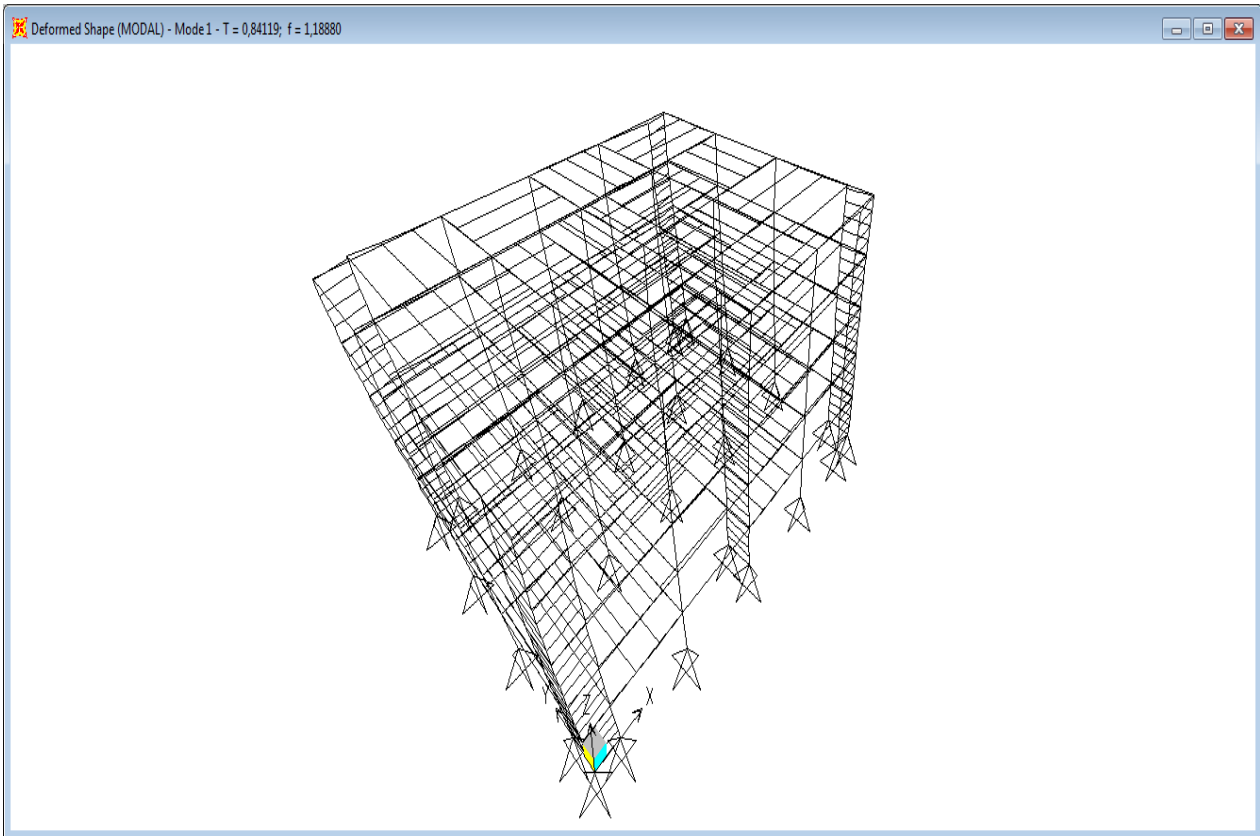 Deformed Shape (MODAL) - Mode 1 - T = 0,84119; f = 1,18880
Y Z X